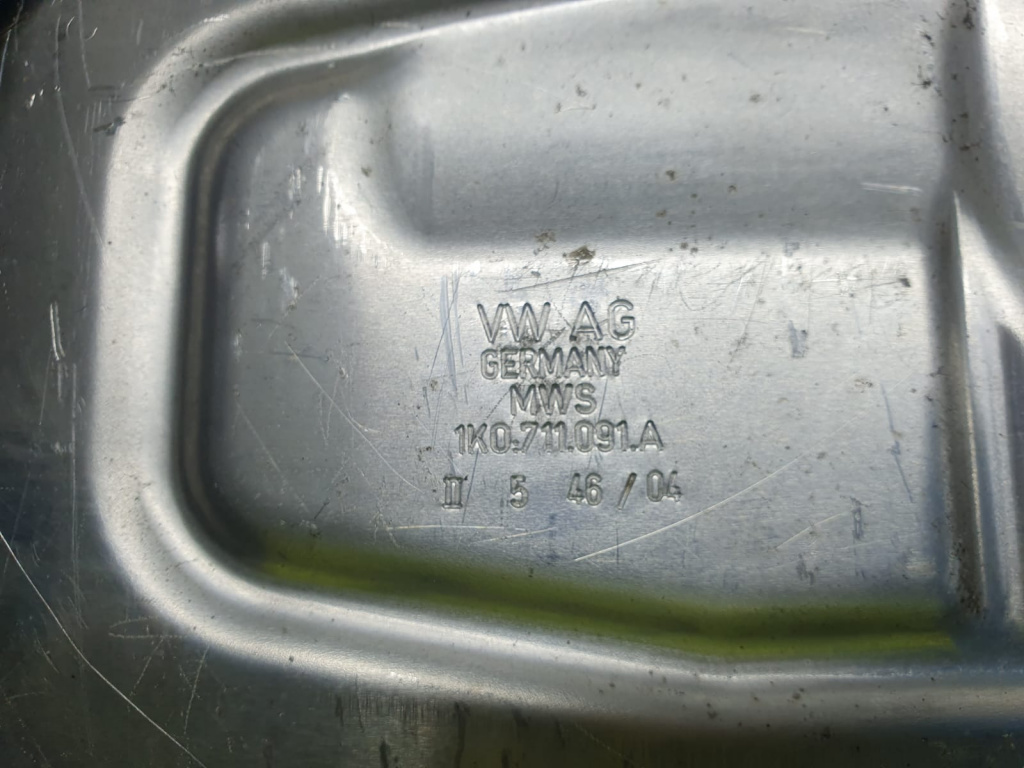 VW AG
GERMANY
MWS
1K0.711.091.A
II 5 46/04